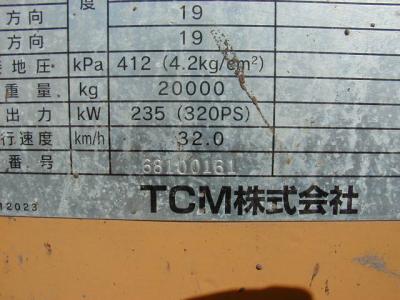 度
方向 19
方向 19
接地圧 kPa 412 (4.2kg/cm²)
重量 kg 20000
出力 kW 235 (320PS)
行速度 km/h 32.0
番号 68100161
12023 TCM株式会社